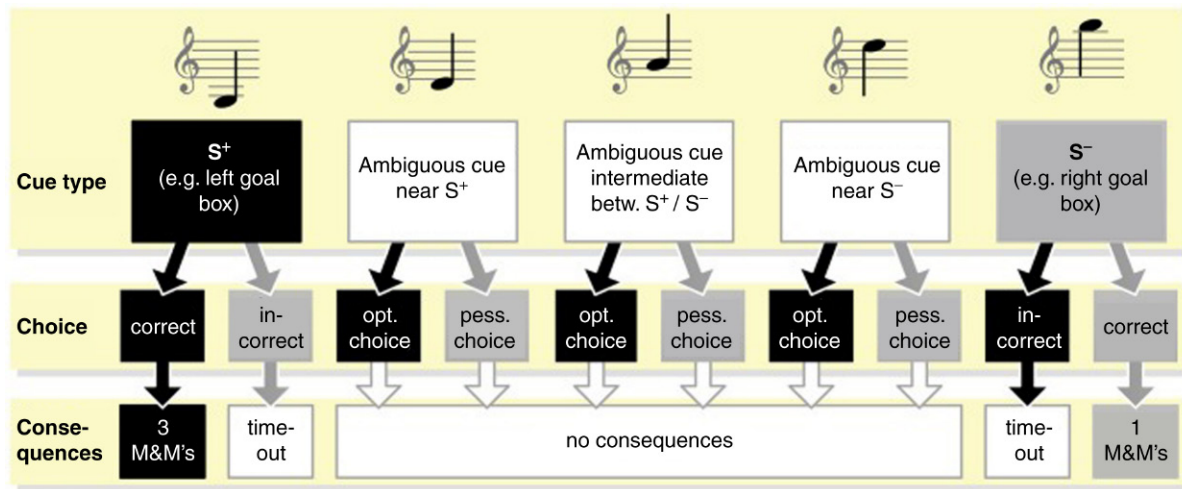 Cue type
S⁺
(e.g. left goal
box)
Ambiguous cue
near S⁺
Ambiguous cue
intermediate
betw. S⁺ / S⁻
Ambiguous cue
near S⁻
S⁻
(e.g. right goal
box)
Choice
correct
in-
correct
opt.
choice
pess.
choice
opt.
choice
pess.
choice
opt.
choice
pess.
choice
in-
correct
correct
Conse-
quences
3
M&M's
time-
out
no consequences
time-
out
1
M&M's